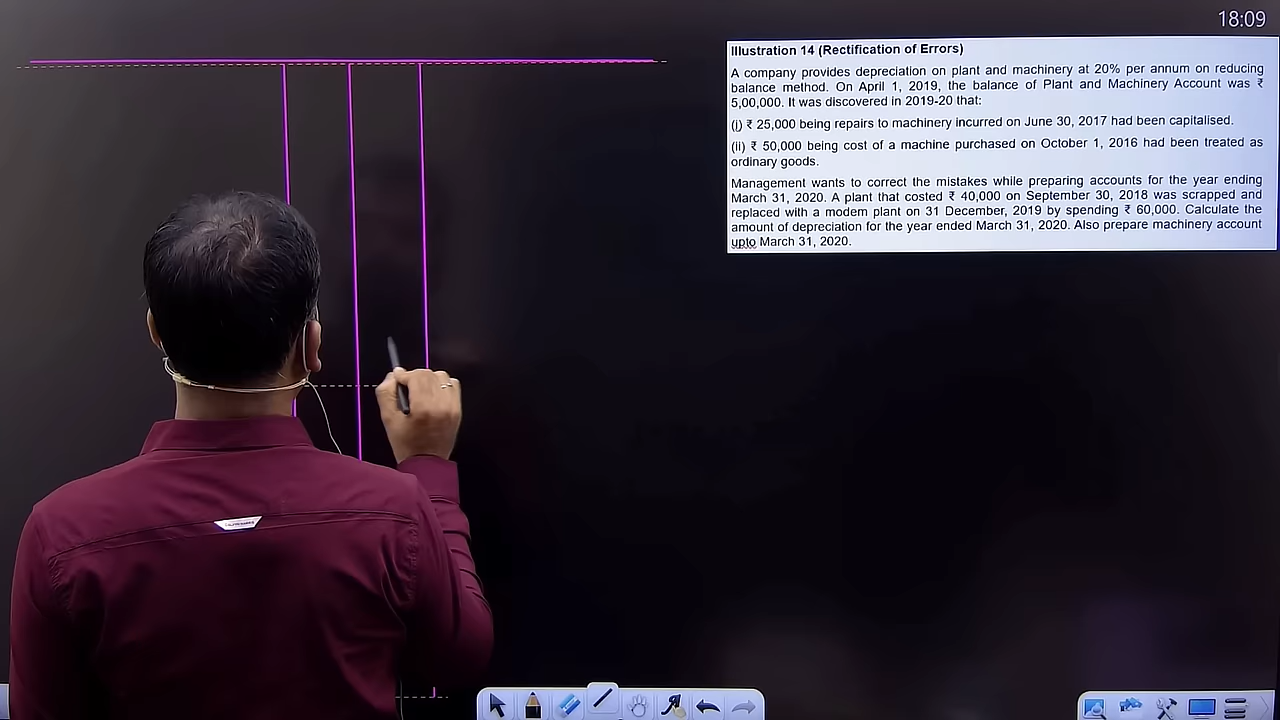 18:09
Illustration 14 (Rectification of Errors)
A company provides depreciation on plant and machinery at 20% per annum on reducing
balance method. On April 1, 2019, the balance of Plant and Machinery Account was ₹
5,00,000. It was discovered in 2019-20 that:
(i) ₹ 25,000 being repairs to machinery incurred on June 30, 2017 had been capitalised.
(ii) ₹ 50,000 being cost of a machine purchased on October 1, 2016 had been treated as
ordinary goods.
Management wants to correct the mistakes while preparing accounts for the year ending
March 31, 2020. A plant that costed ₹ 40,000 on September 30, 2018 was scrapped and
replaced with a modem plant on 31 December, 2019 by spending ₹ 60,000. Calculate the
amount of depreciation for the year ended March 31, 2020. Also prepare machinery account
upto March 31, 2020.